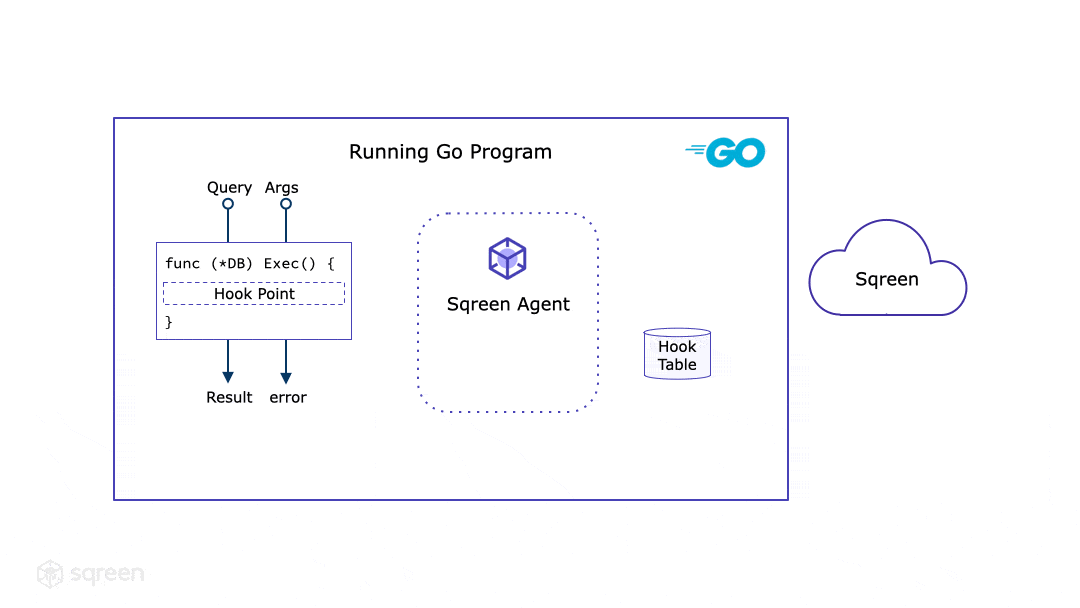 Running Go Program
GO
Query Args
func (*DB) Exec() {
Hook Point
}
Result error
Sqreen Agent
Hook
Table
Sqreen
sqreen